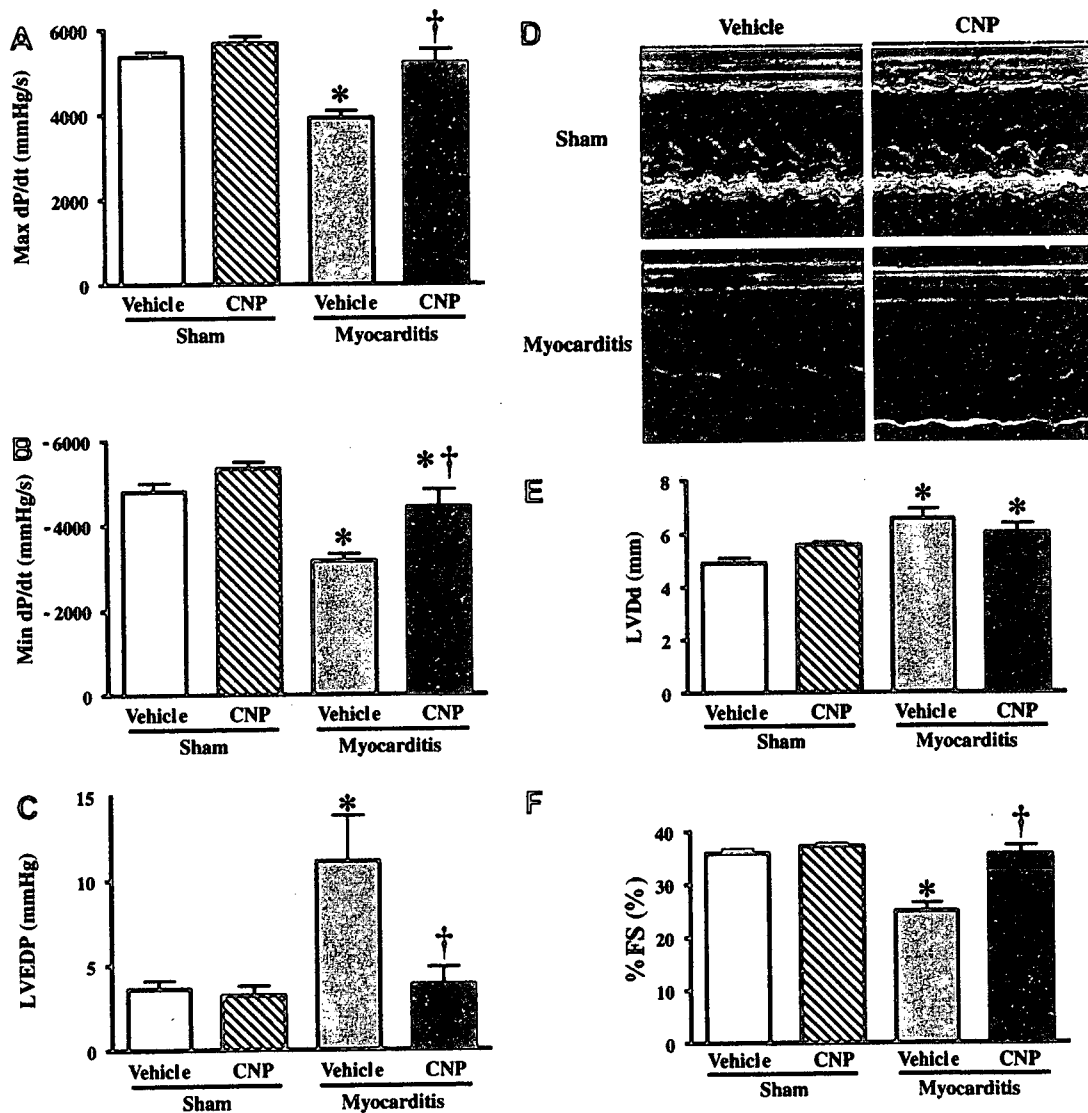 A
Max dP/dt (mmHg/s)
6000
4000
2000
0
*
†
Vehicle CNP Vehicle CNP
Sham Myocarditis
B
Min dP/dt (mmHg/s)
- 6000
- 4000
- 2000
0
*
* †
Vehicle CNP Vehicle CNP
Sham Myocarditis
C
LVEDP (mmHg)
15
10
5
0
*
†
Vehicle CNP Vehicle CNP
Sham Myocarditis
D
Vehicle CNP
Sham
Myocarditis
E
LVDd (mm)
8
6
4
2
0
*
*
Vehicle CNP Vehicle CNP
Sham Myocarditis
F
%FS (%)
40
30
20
10
0
*
†
Vehicle CNP Vehicle CNP
Sham Myocarditis